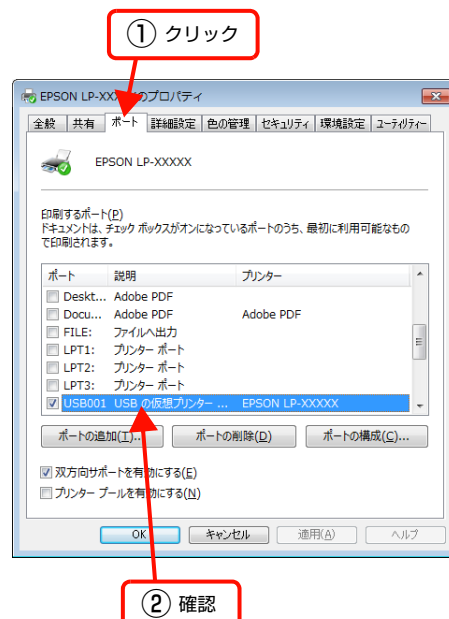 ① クリック
EPSON LP-XX のプロパティ
全般 共有 ポート 詳細設定 色の管理 セキュリティ 環境設定 ユーティリティー
EPSON LP-XXXXX
印刷するポート(P)
ドキュメントは、チェック ボックスがオンになっているポートのうち、最初に利用可能なもの
で印刷されます。
ポート 説明 プリンター
Deskt... Adobe PDF
Docu... Adobe PDF Adobe PDF
FILE: ファイルへ出力
LPT1: プリンター ポート
LPT2: プリンター ポート
LPT3: プリンター ポート
USB001 USB の仮想プリンター ... EPSON LP-XXXXX
ポートの追加(T)... ポートの削除(D) ポートの構成(C)...
双方向サポートを有効にする(E)
プリンター プールを有効にする(N)
OK キャンセル 適用(A) ヘルプ
② 確認